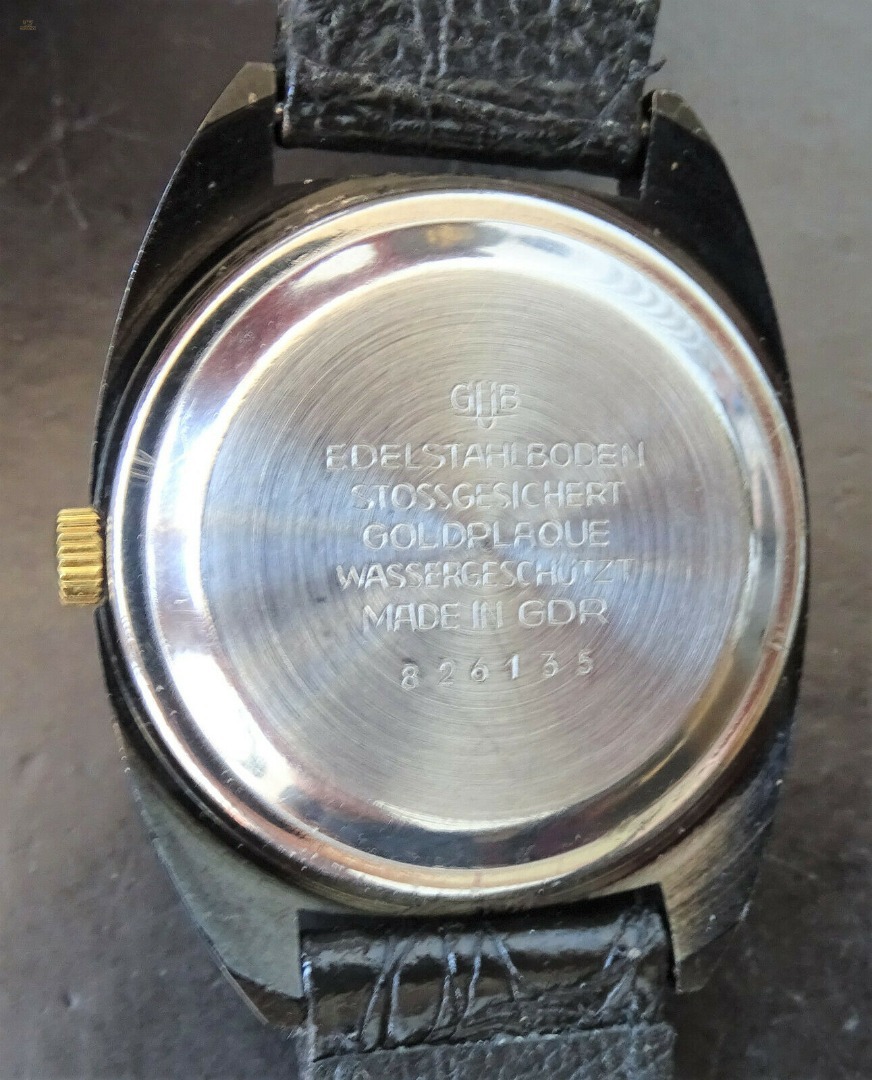 GUB
EDELSTAHLBODEN
STOSSGESICHERT
GOLDPLAQUE
WASSERGESCHÜTZT
MADE IN GDR
826135